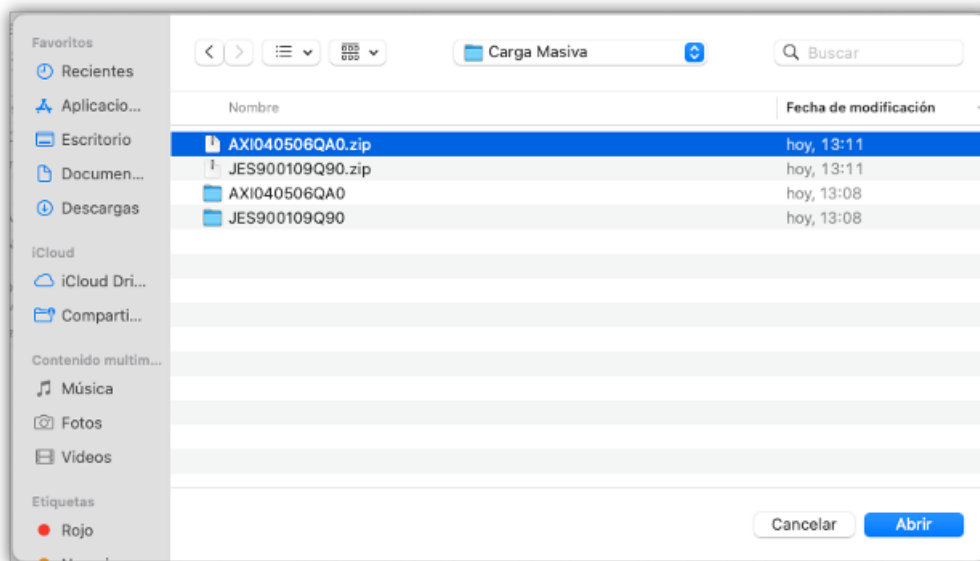 Favoritos
Recientes
Aplicacio...
Escritorio
Documen...
Descargas
iCloud
iCloud Dri...
Comparti...
Contenido multim...
Música
Fotos
Videos
Etiquetas
Rojo
Carga Masiva
Buscar
Nombre Fecha de modificación
AXI040506QA0.zip hoy, 13:11
JES900109Q90.zip hoy, 13:11
AXI040506QA0 hoy, 13:08
JES900109Q90 hoy, 13:08
Cancelar Abrir